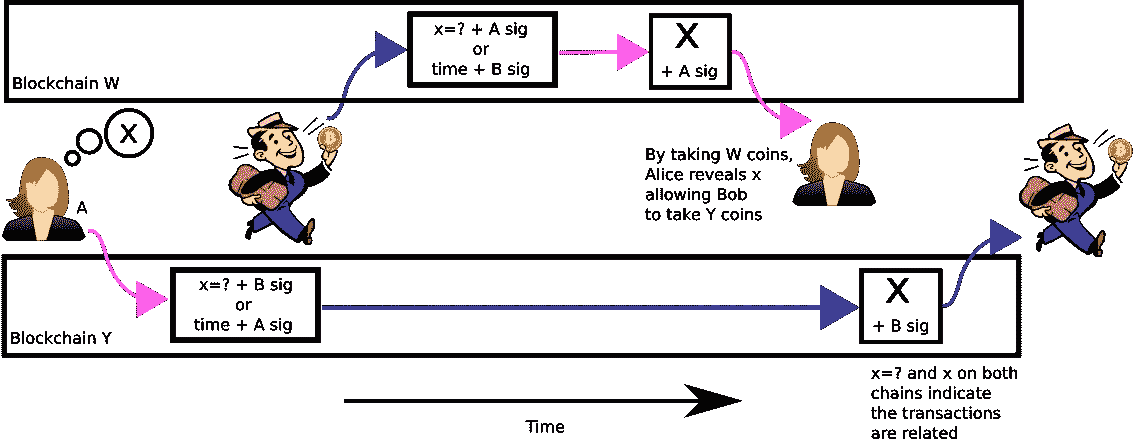 x=? + A sig
or
time + B sig
X
+ A sig
Blockchain W
X
A
By taking W coins,
Alice reveals x
allowing Bob
to take Y coins
x=? + B sig
or
time + A sig
X
+ B sig
Blockchain Y
x=? and x on both
chains indicate
the transactions
are related
Time